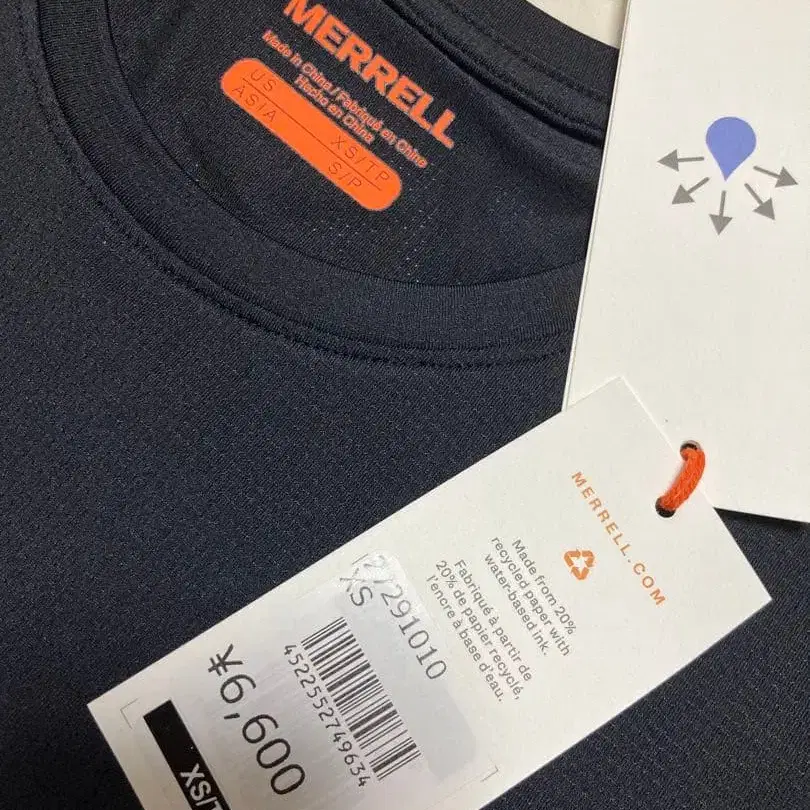 MERRELL
Made in China / Fabriqué en Chine
Hecho en China
US XS/TP
ASIA S/P
MERRELL.COM
Made from 20%
recycled paper with
water-based ink.
Fabriqué à partir de
20% de papier recyclé,
l'encre à base d'eau.
27291010
XS
4522552749634
¥6,600
XS/T